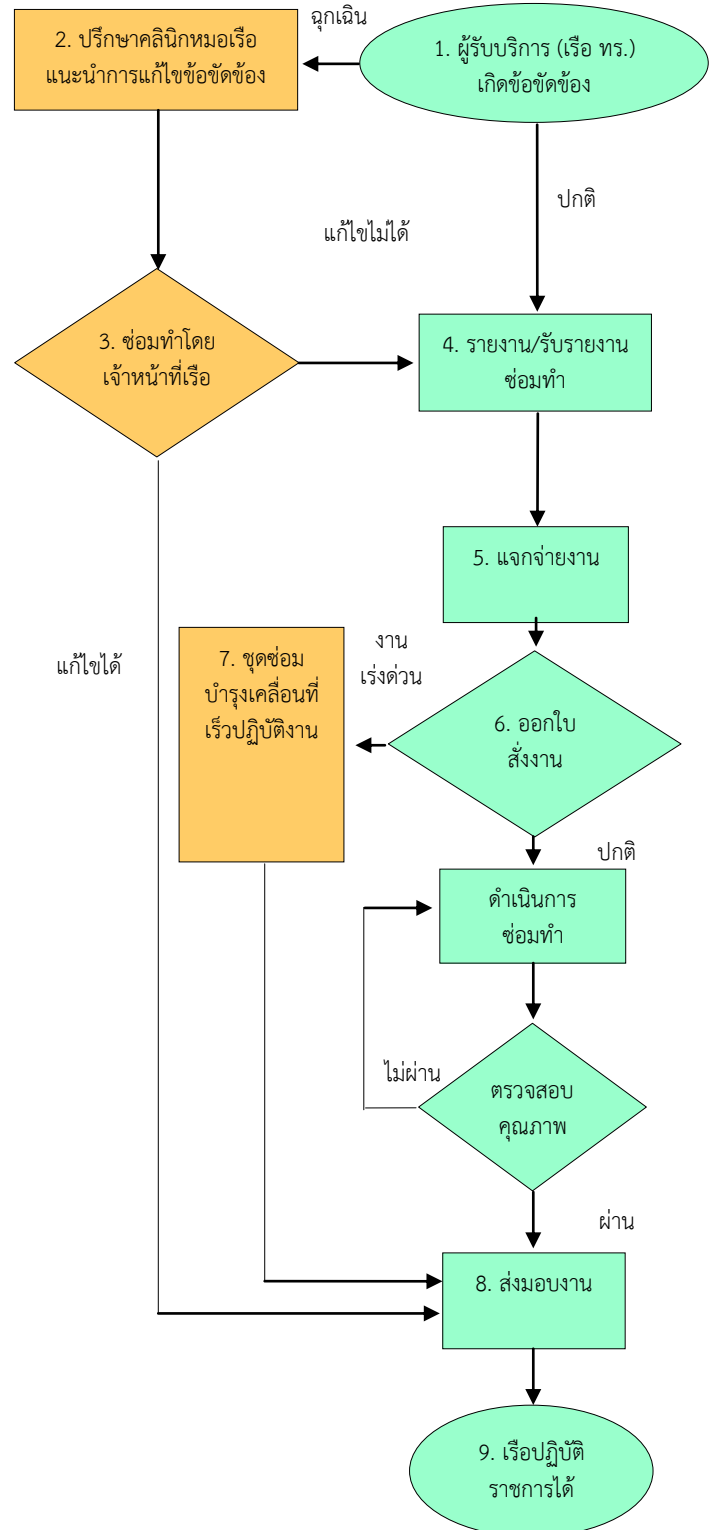 ฉุกเฉิน
2. ปรึกษาคลินิกหมอเรือ
แนะนำการแก้ไขข้อขัดข้อง
1. ผู้รับบริการ (เรือ ทร.)
เกิดข้อขัดข้อง
ปกติ
แก้ไขไม่ได้
3. ซ่อมทำโดย
เจ้าหน้าที่เรือ
4. รายงาน/รับรายงาน
ซ่อมทำ
5. แจกจ่ายงาน
แก้ไขได้
7. ชุดซ่อม
บำรุงเคลื่อนที่
เร็วปฏิบัติงาน
งาน
เร่งด่วน
6. ออกใบ
สั่งงาน
ปกติ
ดำเนินการ
ซ่อมทำ
ไม่ผ่าน
ตรวจสอบ
คุณภาพ
ผ่าน
8. ส่งมอบงาน
9. เรือปฏิบัติ
ราชการได้